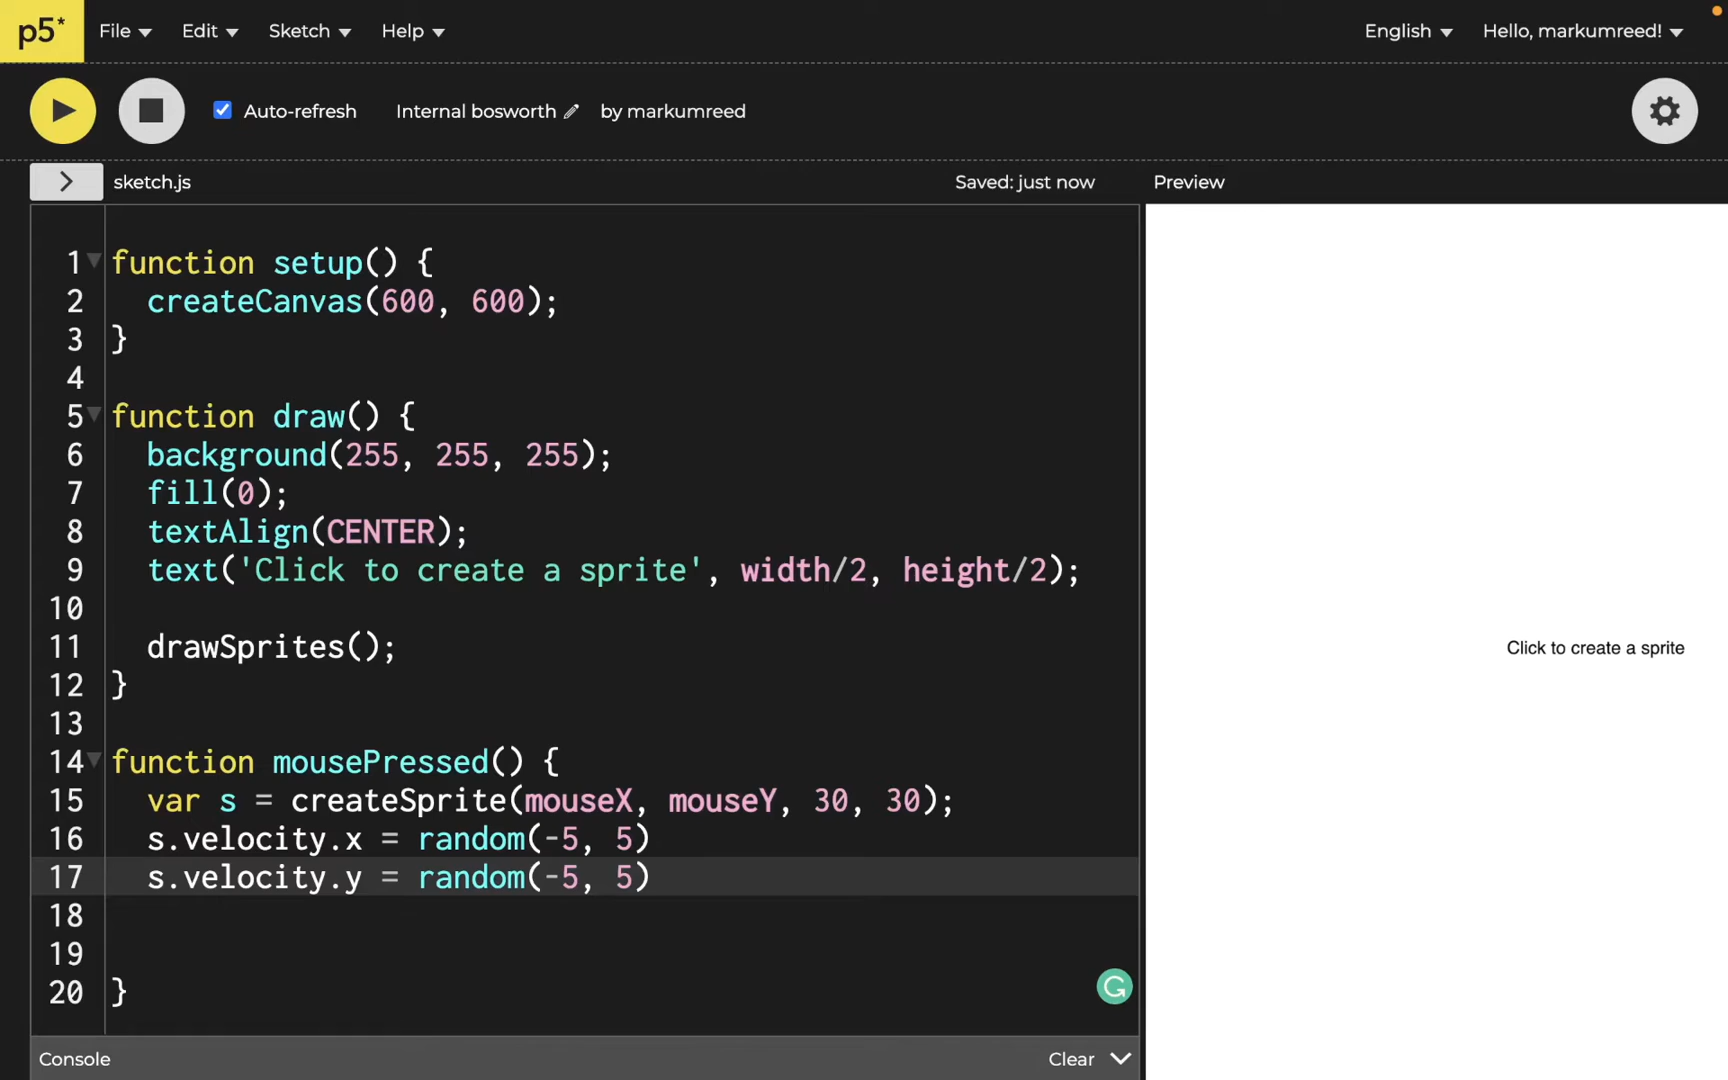 p5* File Edit Sketch Help English Hello, markumreed!
Auto-refresh Internal bosworth by markumreed
sketch.js Saved: just now Preview
1 function setup() {
2 createCanvas(600, 600);
3 }
4
5 function draw() {
6 background(255, 255, 255);
7 fill(0);
8 textAlign(CENTER);
9 text('Click to create a sprite', width/2, height/2);
10
11 drawSprites();
12 }
13
14 function mousePressed() {
15 var s = createSprite(mouseX, mouseY, 30, 30);
16 s.velocity.x = random(-5, 5)
17 s.velocity.y = random(-5, 5)
18
19
20 }
Click to create a sprite
Console Clear